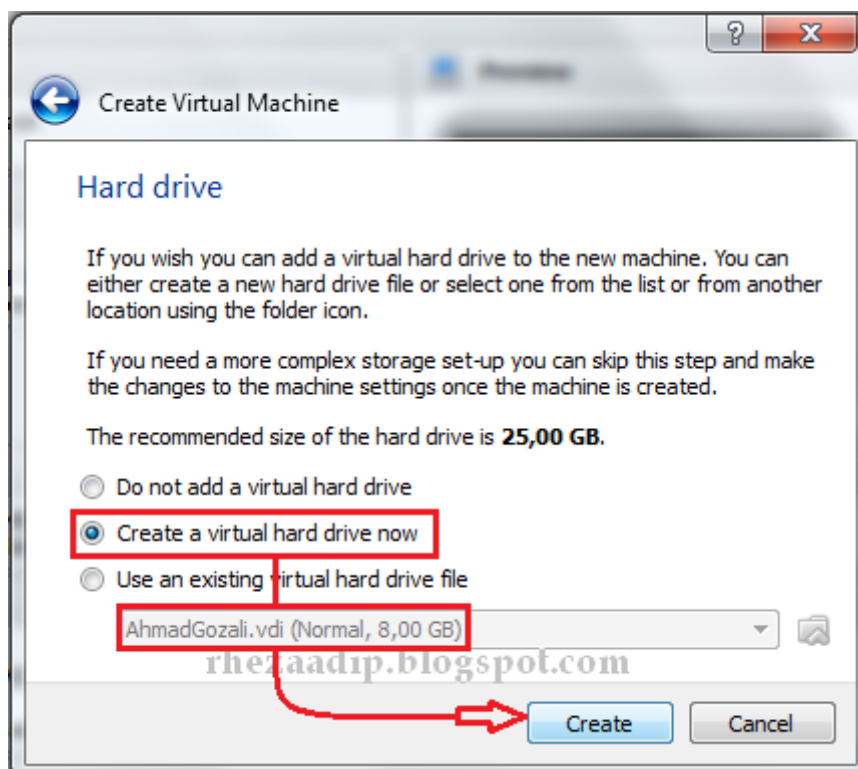 Preview
Create Virtual Machine
Hard drive
If you wish you can add a virtual hard drive to the new machine. You can
either create a new hard drive file or select one from the list or from another
location using the folder icon.
If you need a more complex storage set-up you can skip this step and make
the changes to the machine settings once the machine is created.
The recommended size of the hard drive is 25,00 GB.
Do not add a virtual hard drive
Create a virtual hard drive now
Use an existing virtual hard drive file
AhmadGozali.vdi (Normal, 8,00 GB)
rhezaadip.blogspot.com
Create Cancel